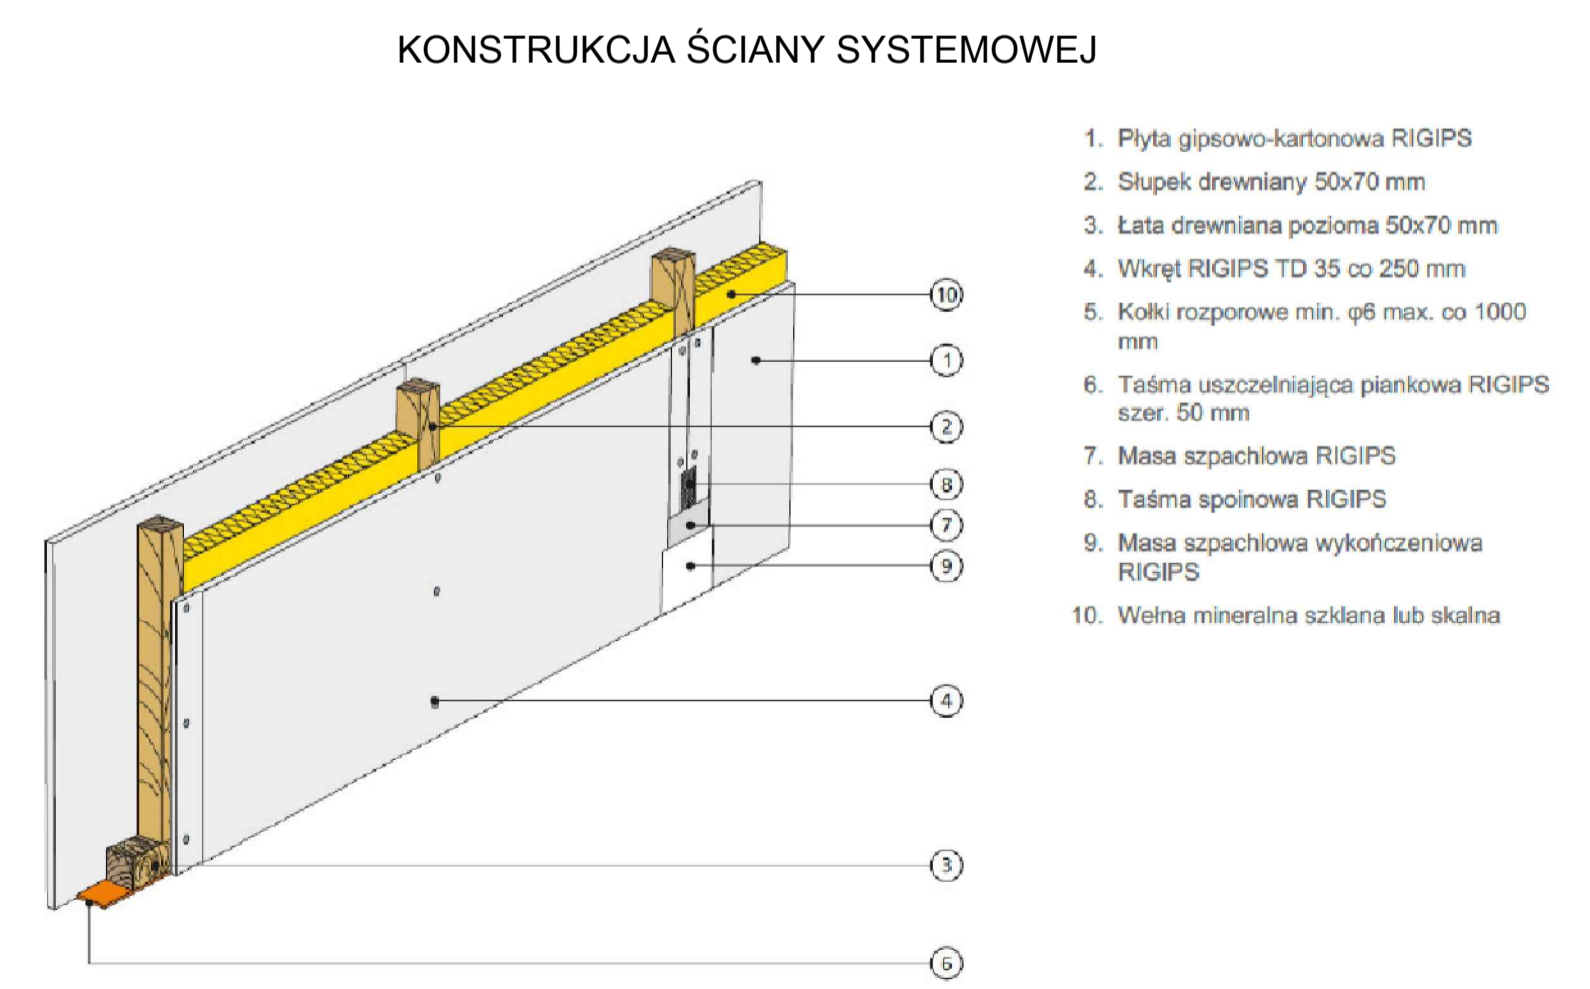 KONSTRUKCJA ŚCIANY SYSTEMOWEJ
1. Płyta gipsowo-kartonowa RIGIPS
2. Słupek drewniany 50x70 mm
3. Łata drewniana pozioma 50x70 mm
4. Wkręt RIGIPS TD 35 co 250 mm
5. Kołki rozporowe min. φ6 max. co 1000
mm
6. Taśma uszczelniająca piankowa RIGIPS
szer. 50 mm
7. Masa szpachlowa RIGIPS
8. Taśma spoinowa RIGIPS
9. Masa szpachlowa wykończeniowa
RIGIPS
10. Wełna mineralna szklana lub skalna
10
1
2
8
7
9
4
3
6